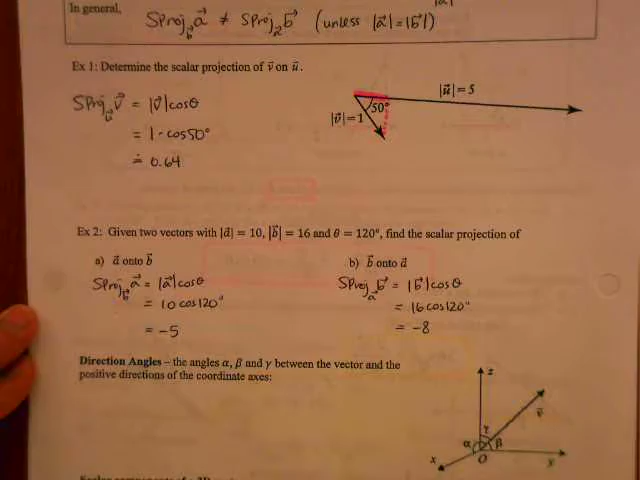 In general,
SProj_b⃗ a⃗ ≠ SProj_a⃗ b⃗ (unless |a⃗| = |b⃗|)
Ex 1: Determine the scalar projection of v⃗ on u⃗.
SProj_u⃗ v⃗ = |v⃗|cosθ
= 1·cos50°
≐ 0.64
|u⃗| = 5
50°
|v⃗| = 1
Ex 2: Given two vectors with |a⃗| = 10, |b⃗| = 16 and θ = 120°, find the scalar projection of
a) a⃗ onto b⃗
SProj_b⃗ a⃗ = |a⃗|cosθ
= 10cos120°
= -5
b) b⃗ onto a⃗
SProj_a⃗ b⃗ = |b⃗|cosθ
= 16cos120°
= -8
Direction Angles – the angles α, β and γ between the vector and the
positive directions of the coordinate axes:
z
v⃗
γ
α
β
x
O
y